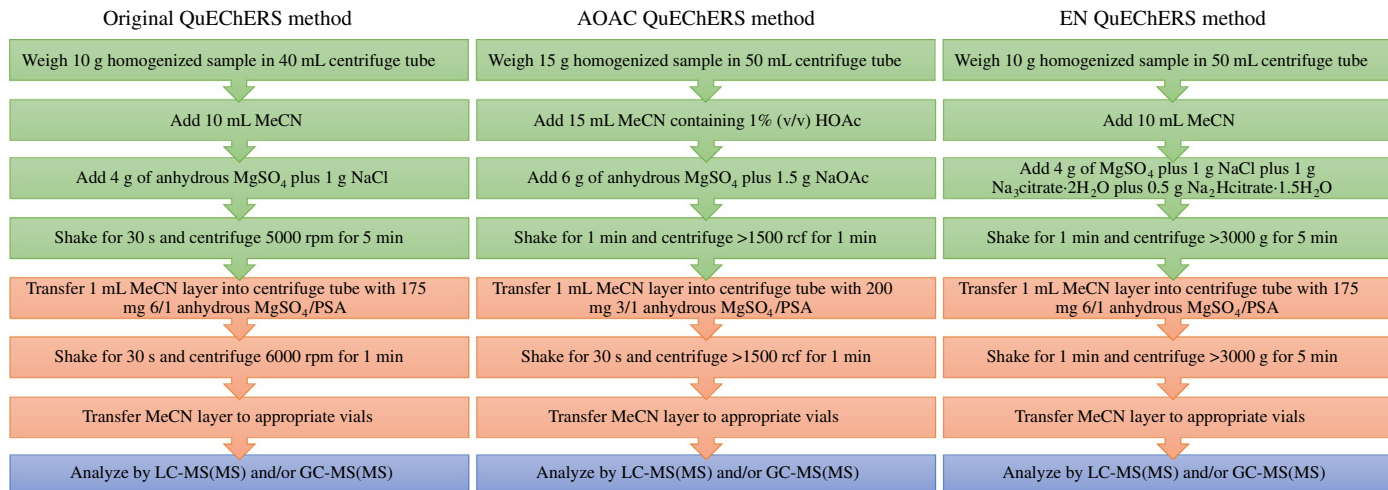 Original QuEChERS method
Weigh 10 g homogenized sample in 40 mL centrifuge tube
Add 10 mL MeCN
Add 4 g of anhydrous MgSO₄ plus 1 g NaCl
Shake for 30 s and centrifuge 5000 rpm for 5 min
Transfer 1 mL MeCN layer into centrifuge tube with 175
mg 6/1 anhydrous MgSO₄/PSA
Shake for 30 s and centrifuge 6000 rpm for 1 min
Transfer MeCN layer to appropriate vials
Analyze by LC-MS(MS) and/or GC-MS(MS)
AOAC QuEChERS method
Weigh 15 g homogenized sample in 50 mL centrifuge tube
Add 15 mL MeCN containing 1% (v/v) HOAc
Add 6 g of anhydrous MgSO₄ plus 1.5 g NaOAc
Shake for 1 min and centrifuge >1500 rcf for 1 min
Transfer 1 mL MeCN layer into centrifuge tube with 200
mg 3/1 anhydrous MgSO₄/PSA
Shake for 30 s and centrifuge >1500 rcf for 1 min
Transfer MeCN layer to appropriate vials
Analyze by LC-MS(MS) and/or GC-MS(MS)
EN QuEChERS method
Weigh 10 g homogenized sample in 50 mL centrifuge tube
Add 10 mL MeCN
Add 4 g of MgSO₄ plus 1 g NaCl plus 1 g
Na₃citrate·2H₂O plus 0.5 g Na₂Hcitrate·1.5H₂O
Shake for 1 min and centrifuge >3000 g for 5 min
Transfer 1 mL MeCN layer into centrifuge tube with 175
mg 6/1 anhydrous MgSO₄/PSA
Shake for 1 min and centrifuge >3000 g for 5 min
Transfer MeCN layer to appropriate vials
Analyze by LC-MS(MS) and/or GC-MS(MS)